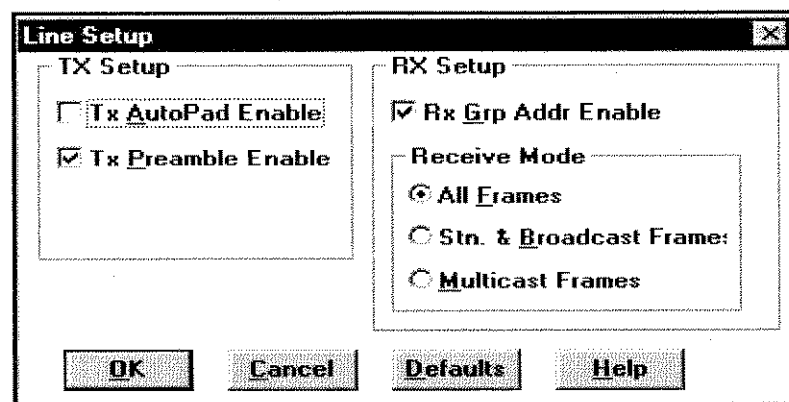 Line Setup
TX Setup
Tx AutoPad Enable
Tx Preamble Enable
RX Setup
Rx Grp Addr Enable
Receive Mode
All Frames
Stn. & Broadcast Frames
Multicast Frames
OK
Cancel
Defaults
Help